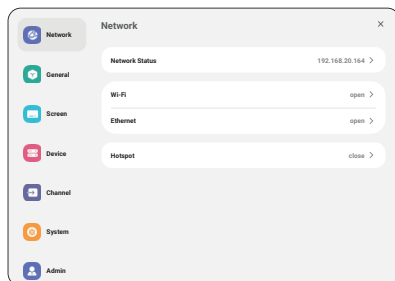 Network
General
Screen
Device
Channel
System
Admin
Network
Network Status 192.168.20.164
Wi-Fi open
Ethernet open
Hotspot close